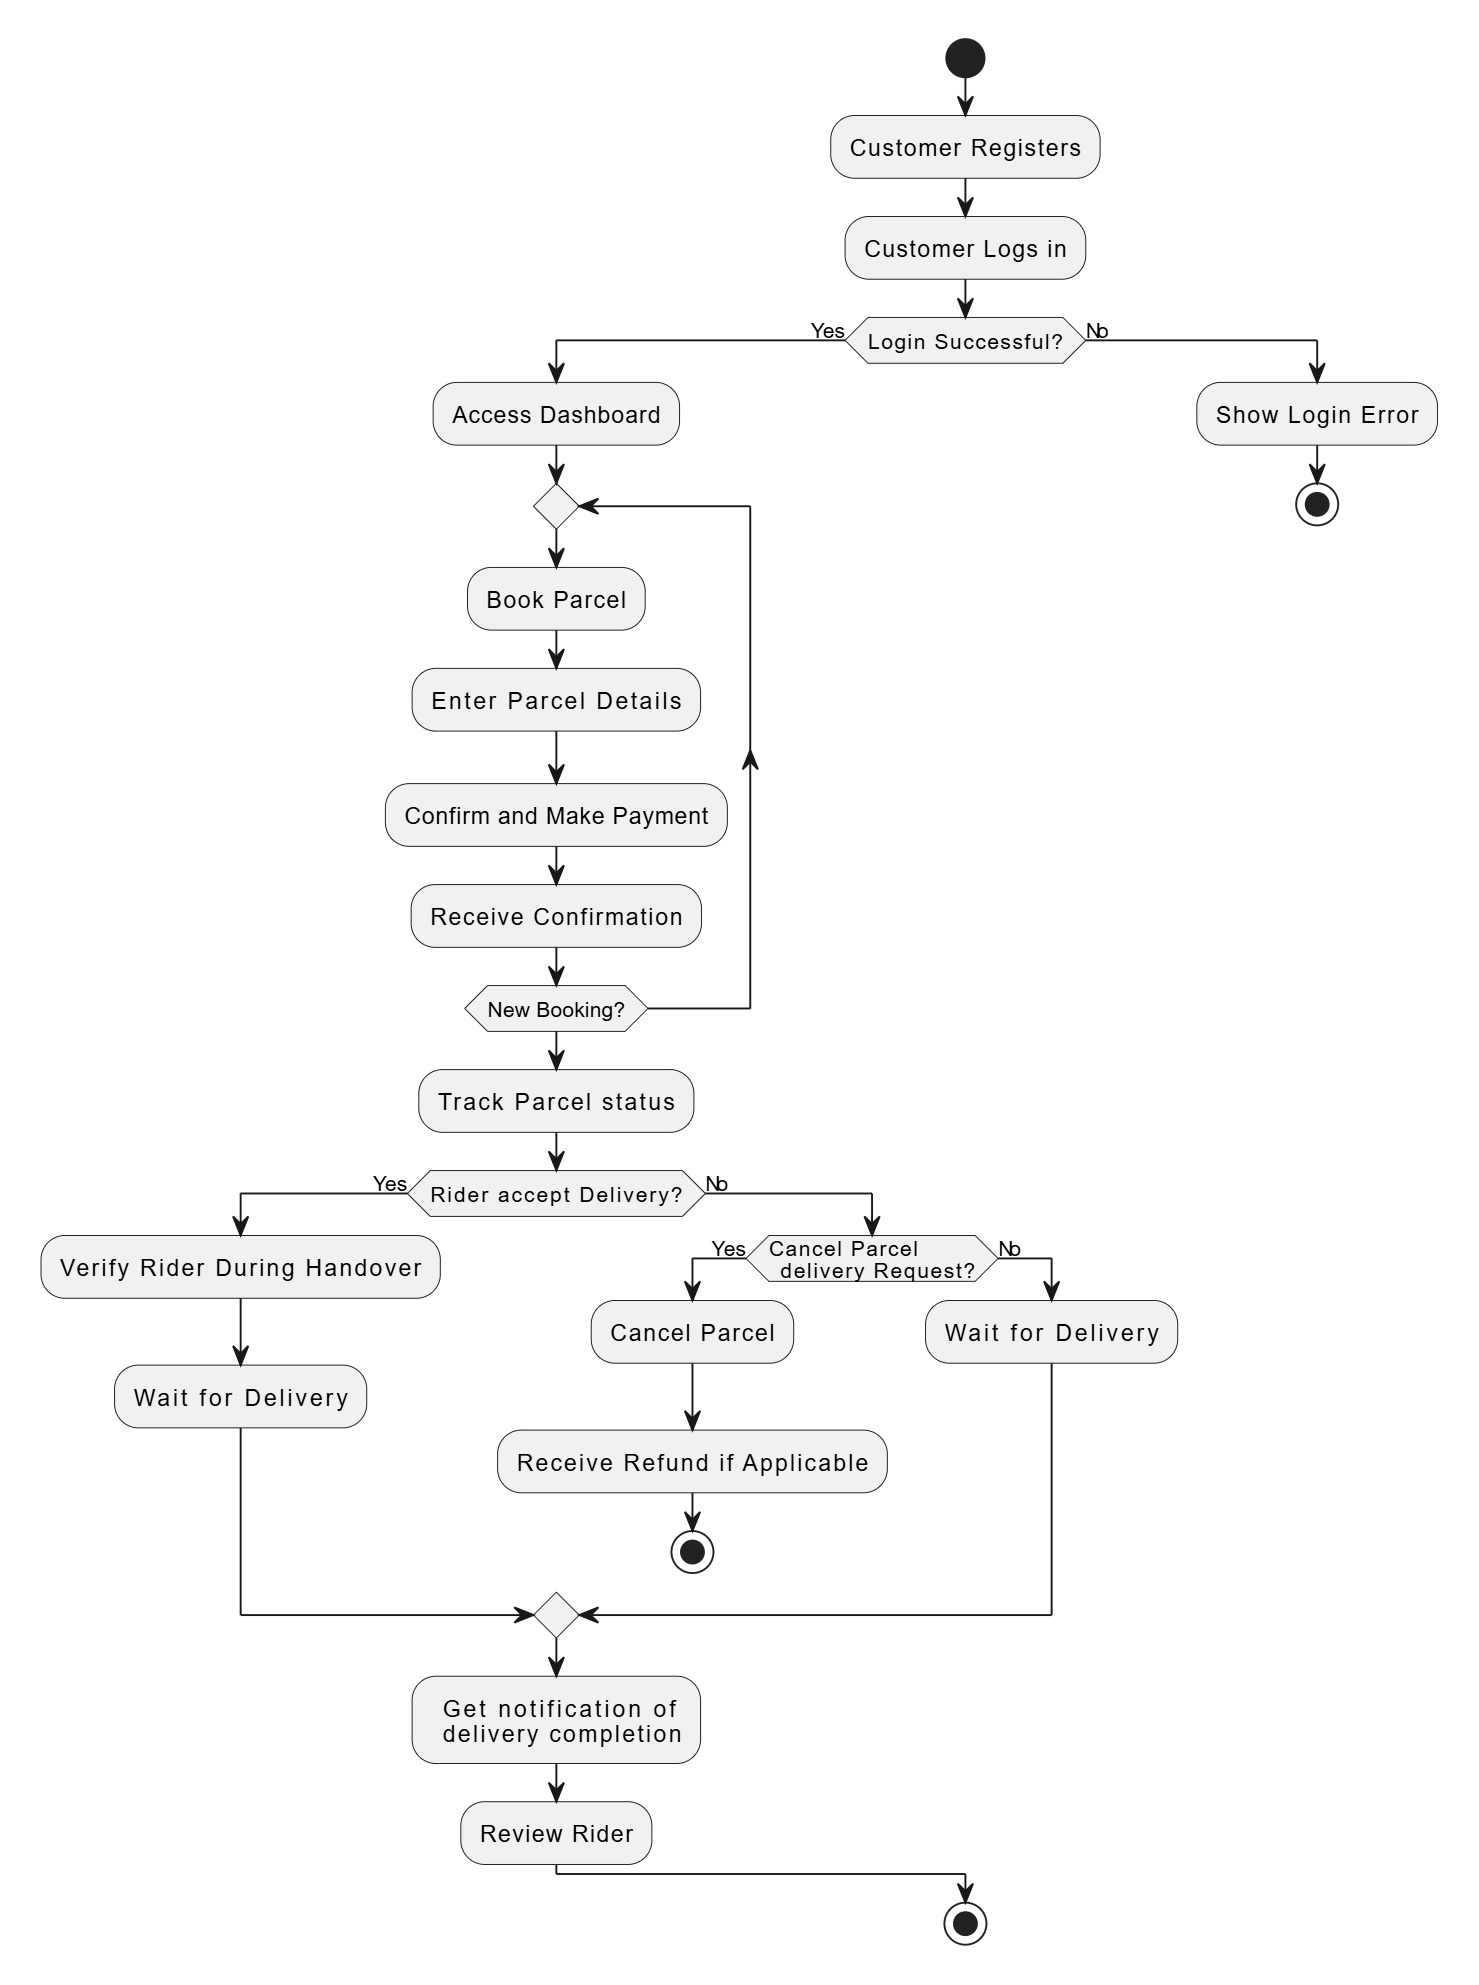 Customer Registers
Customer Logs in
Yes
Login Successful?
No
Access Dashboard
Show Login Error
Book Parcel
Enter Parcel Details
Confirm and Make Payment
Receive Confirmation
New Booking?
Track Parcel status
Yes
Rider accept Delivery?
No
Verify Rider During Handover
Wait for Delivery
Yes
Cancel Parcel
delivery Request?
No
Cancel Parcel
Wait for Delivery
Receive Refund if Applicable
Get notification of
delivery completion
Review Rider